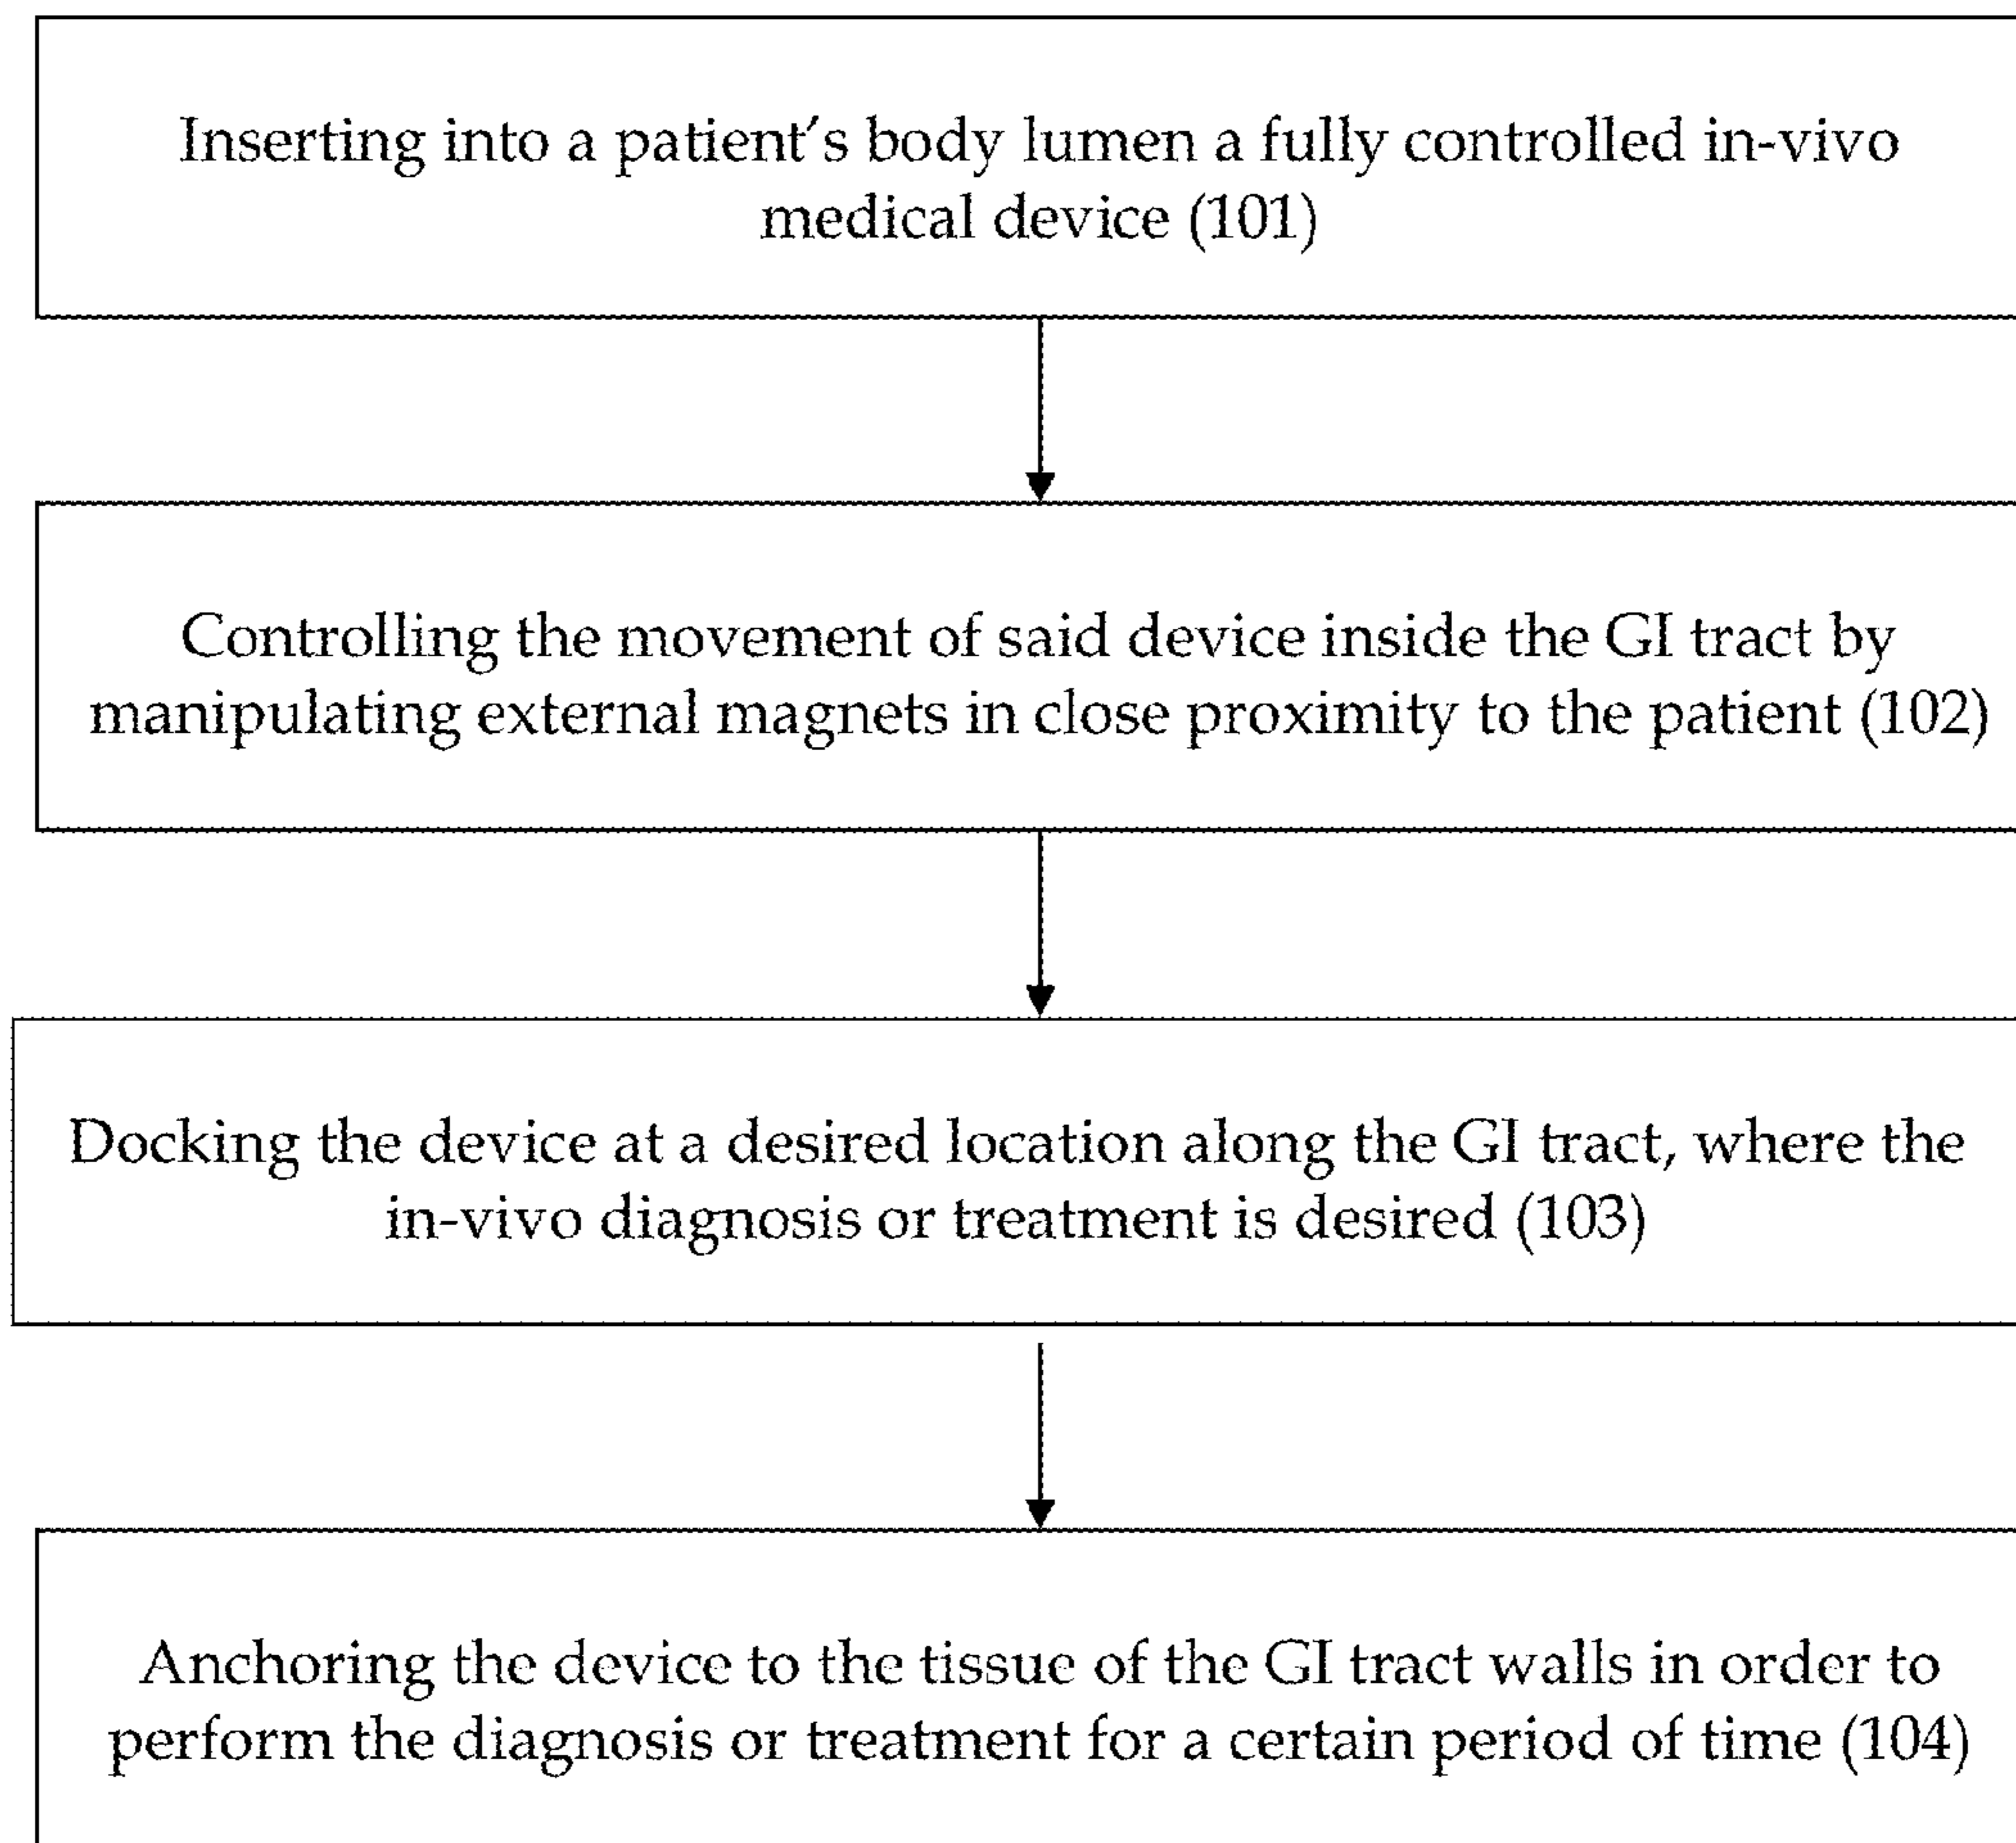 Inserting into a patient's body lumen a fully controlled in-vivo
medical device (101)
Controlling the movement of said device inside the GI tract by
manipulating external magnets in close proximity to the patient (102)
Docking the device at a desired location along the GI tract, where the
in-vivo diagnosis or treatment is desired (103)
Anchoring the device to the tissue of the GI tract walls in order to
perform the diagnosis or treatment for a certain period of time (104)